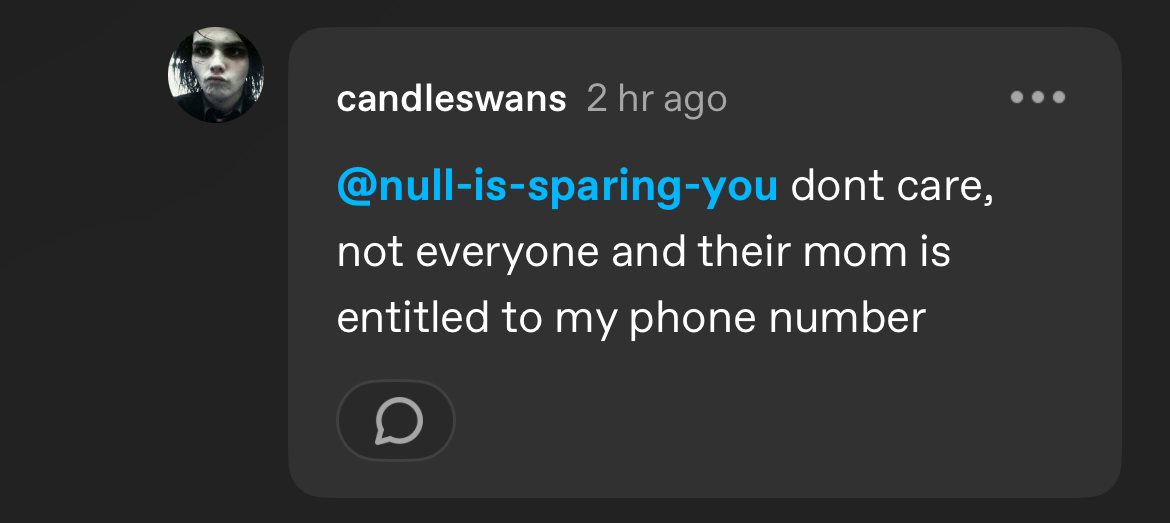 candleswans 2 hr ago
@null-is-sparing-you dont care,
not everyone and their mom is
entitled to my phone number